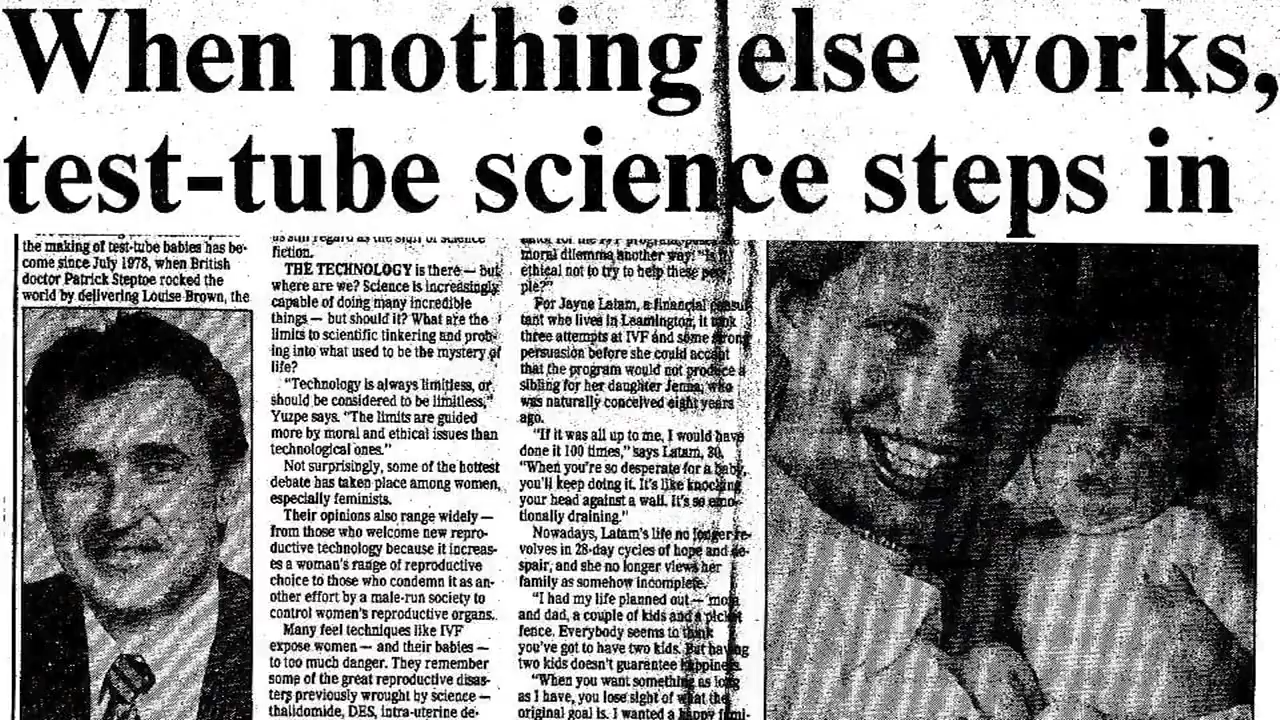 When nothing else works,
test-tube science steps in
the making of test-tube babies has be-
come since July 1978, when British
doctor Patrick Steptoe rocked the
world by delivering Louise Brown, the
as still regard as the sign of science
fiction.
THE TECHNOLOGY is there — but
where are we? Science is increasingly
capable of doing many incredible
things — but should it? What are the
limits to scientific tinkering and prob-
ing into what used to be the mystery of
life?
"Technology is always limitless, or
should be considered to be limitless,"
Yuzpe says. "The limits are guided
more by moral and ethical issues than
technological ones."
Not surprisingly, some of the hottest
debate has taken place among women,
especially feminists.
Their opinions also range widely —
from those who welcome new repro-
ductive technology because it increas-
es a woman's range of reproductive
choice to those who condemn it as an-
other effort by a male-run society to
control women's reproductive organs.
Many feel techniques like IVF
expose women — and their babies —
to too much danger. They remember
some of the great reproductive disas-
ters previously wrought by science —
thalidomide, DES, intra-uterine de-
for the IVF program,
moral dilemma another way: "Is it
ethical not to try to help these peo-
ple?"
For Jayne Latam, a financial consul-
tant who lives in Leamington, it took
three attempts at IVF and some strong
persuasion before she could accept
that the program would not produce a
sibling for her daughter Jenna, who
was naturally conceived eight years
ago.
"If it was all up to me, I would have
done it 100 times," says Latam, 30.
"When you're so desperate for a baby,
you'll keep doing it. It's like knocking
your head against a wall. It's so emo-
tionally draining."
Nowadays, Latam's life no longer re-
volves in 28-day cycles of hope and de-
spair, and she no longer views her
family as somehow incomplete.
"I had my life planned out — mom
and dad, a couple of kids and a picket
fence. Everybody seems to think
you've got to have two kids. But having
two kids doesn't guarantee happiness.
"When you want something as long
as I have, you lose sight of what the
original goal is. I wanted a happy fami-